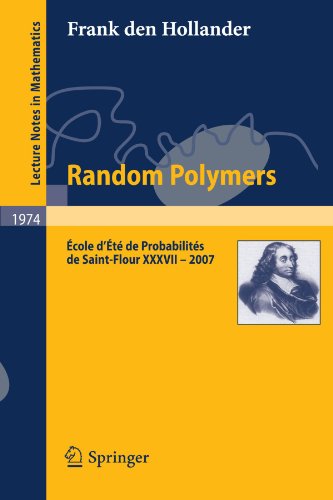 Frank den Hollander
Lecture Notes in Mathematics
1974
Random Polymers
École d'Été de Probabilités
de Saint-Flour XXXVII – 2007
Springer